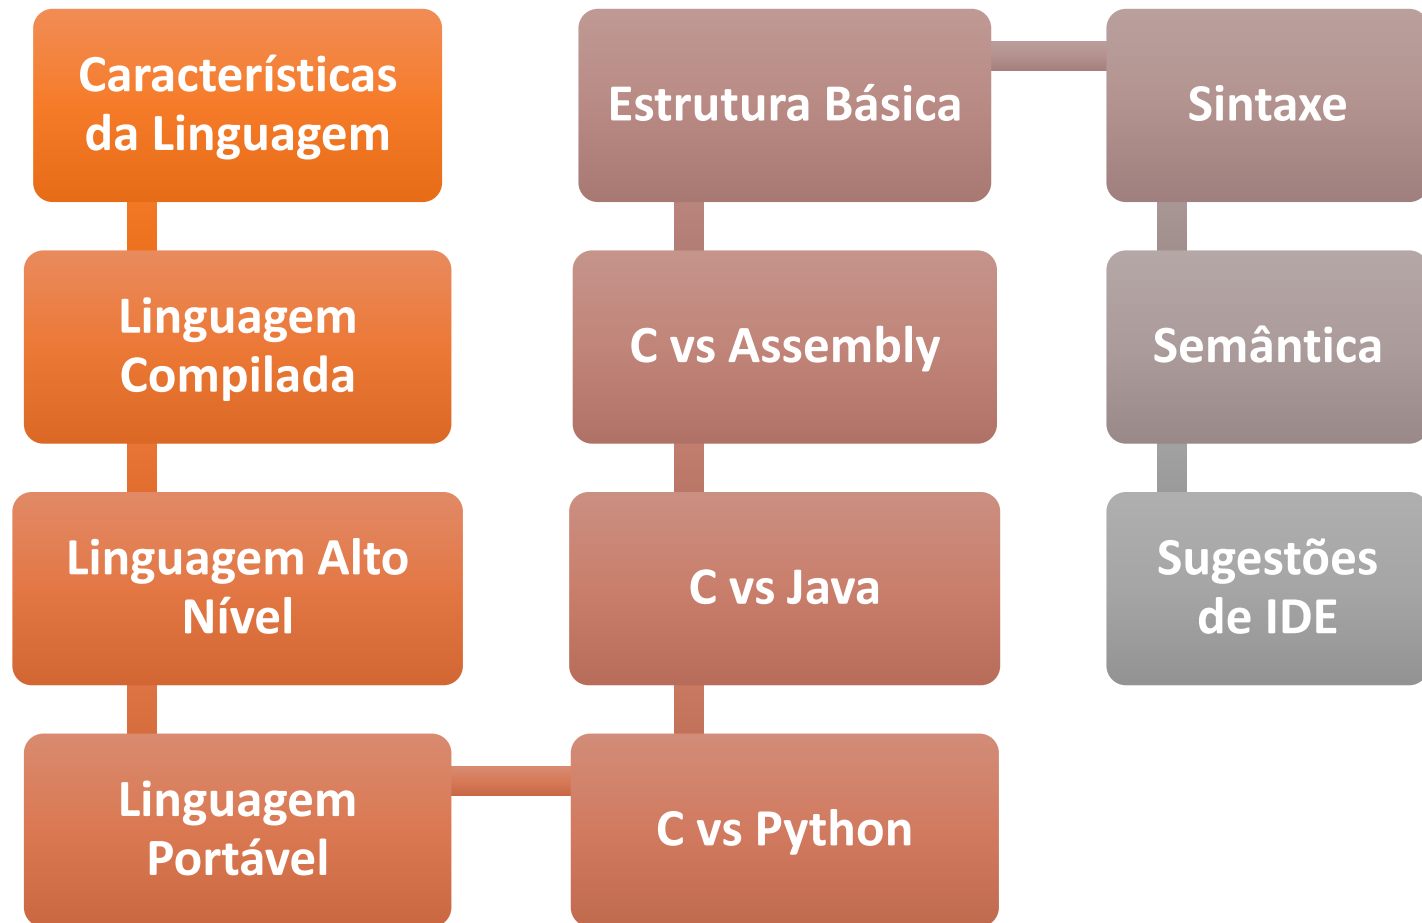 Características
da Linguagem
Linguagem
Compilada
Linguagem Alto
Nível
Linguagem
Portável
C vs Python
C vs Java
C vs Assembly
Estrutura Básica
Sintaxe
Semântica
Sugestões
de IDE